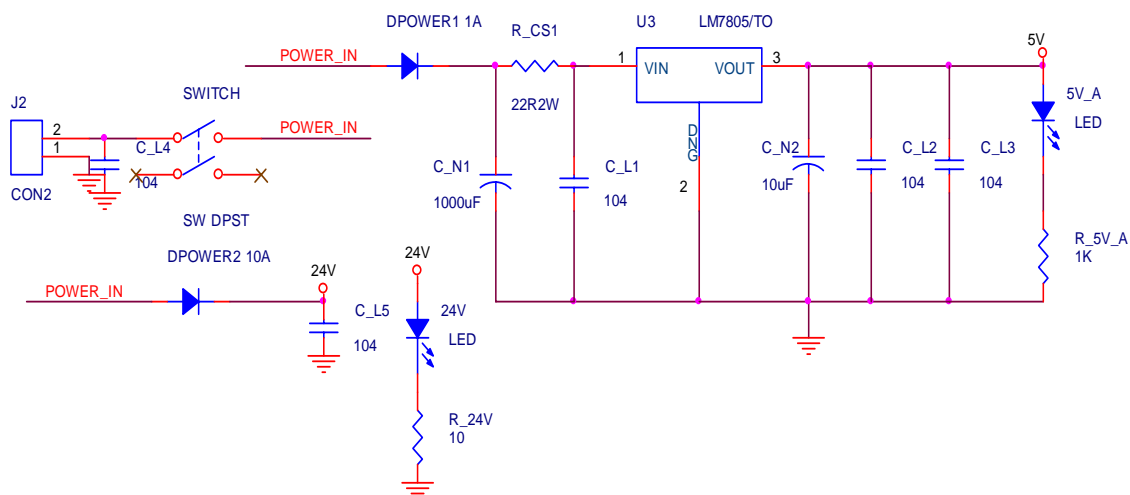 DPOWER1 1A
R_CS1
U3
LM7805/TO
POWER_IN
1
VIN
VOUT
3
5V
22R2W
J2
SWITCH
2
1
POWER_IN
C_L4
104
CON2
SW DPST
5V_A
LED
DNG
2
C_N1
1000uF
C_L1
104
C_N2
10uF
C_L2
104
C_L3
104
R_5V_A
1K
DPOWER2 10A
POWER_IN
24V
C_L5
104
24V
24V
LED
R_24V
10